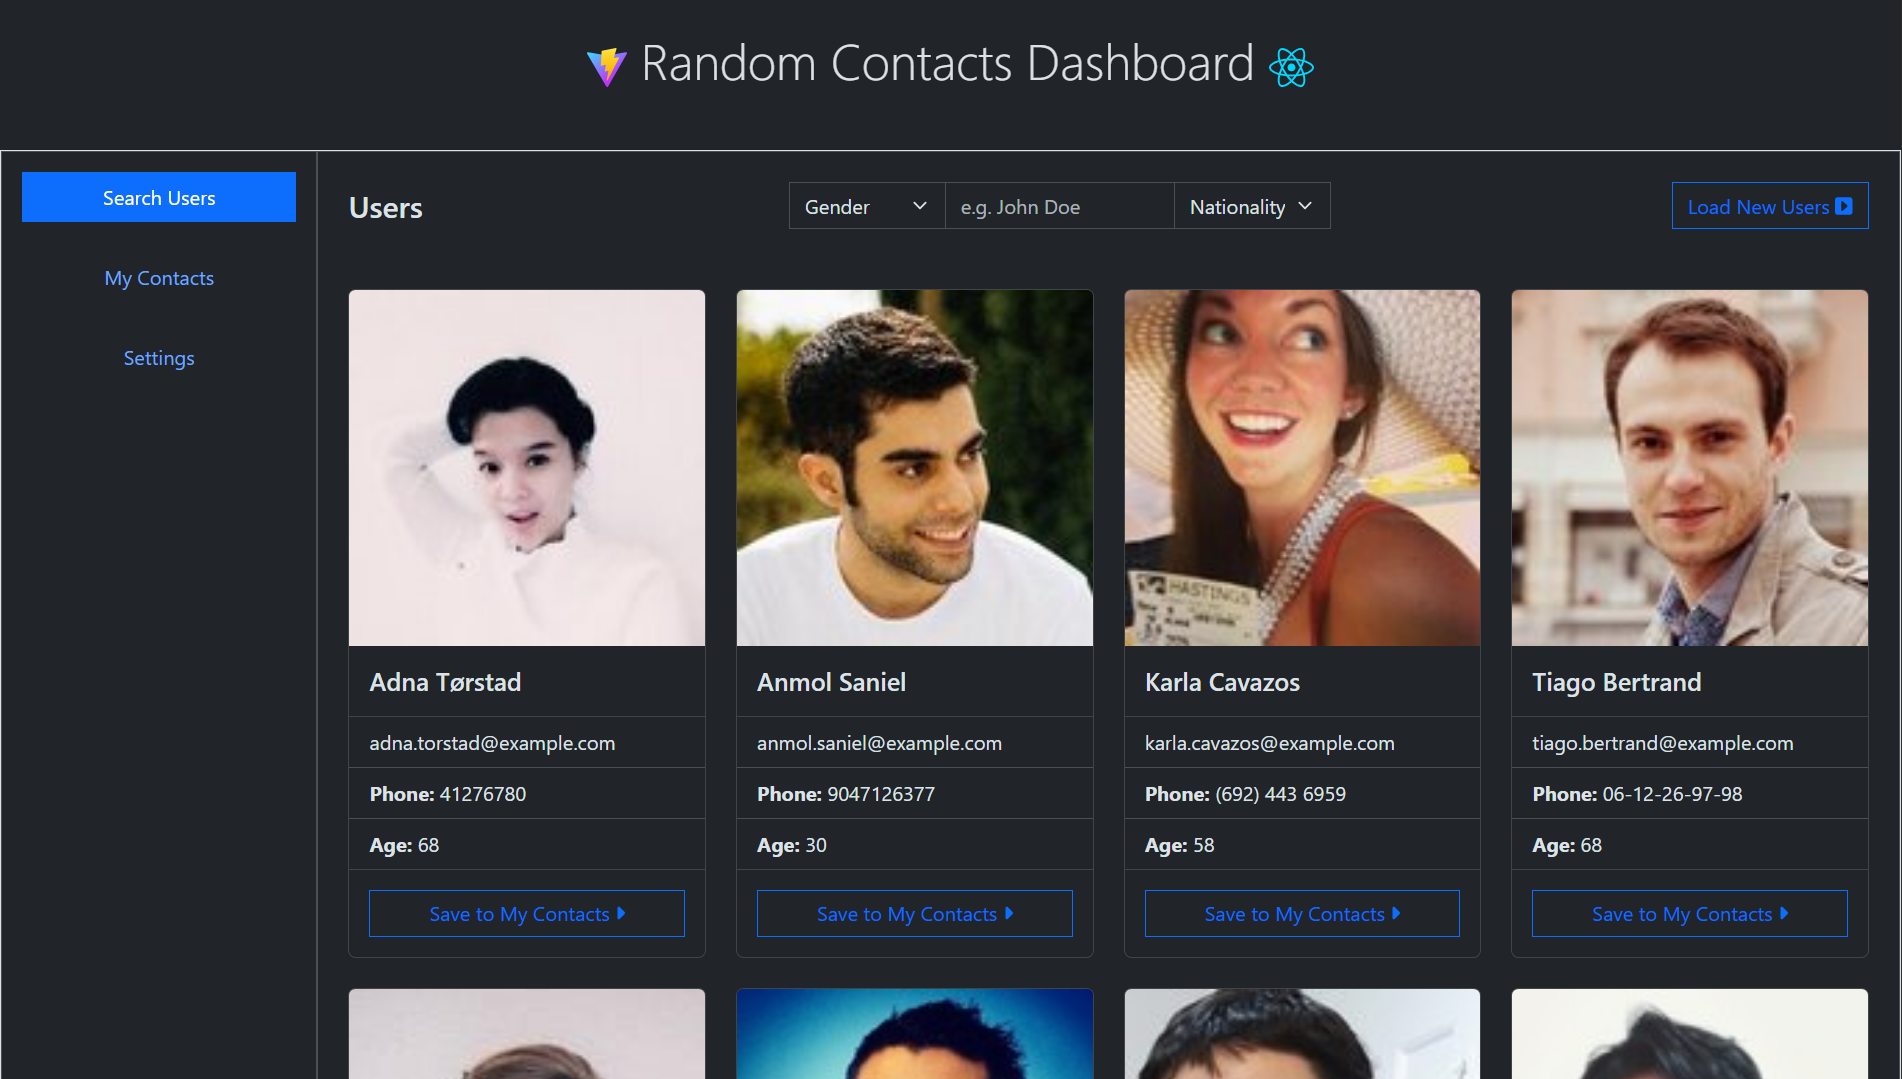 Random Contacts Dashboard
Search Users
My Contacts
Settings
Users
Gender
e.g. John Doe
Nationality
Load New Users
HASTINGS
Adna Tørstad
adna.torstad@example.com
Phone: 41276780
Age: 68
Save to My Contacts
Anmol Saniel
anmol.saniel@example.com
Phone: 9047126377
Age: 30
Save to My Contacts
Karla Cavazos
karla.cavazos@example.com
Phone: (692) 443 6959
Age: 58
Save to My Contacts
Tiago Bertrand
tiago.bertrand@example.com
Phone: 06-12-26-97-98
Age: 68
Save to My Contacts